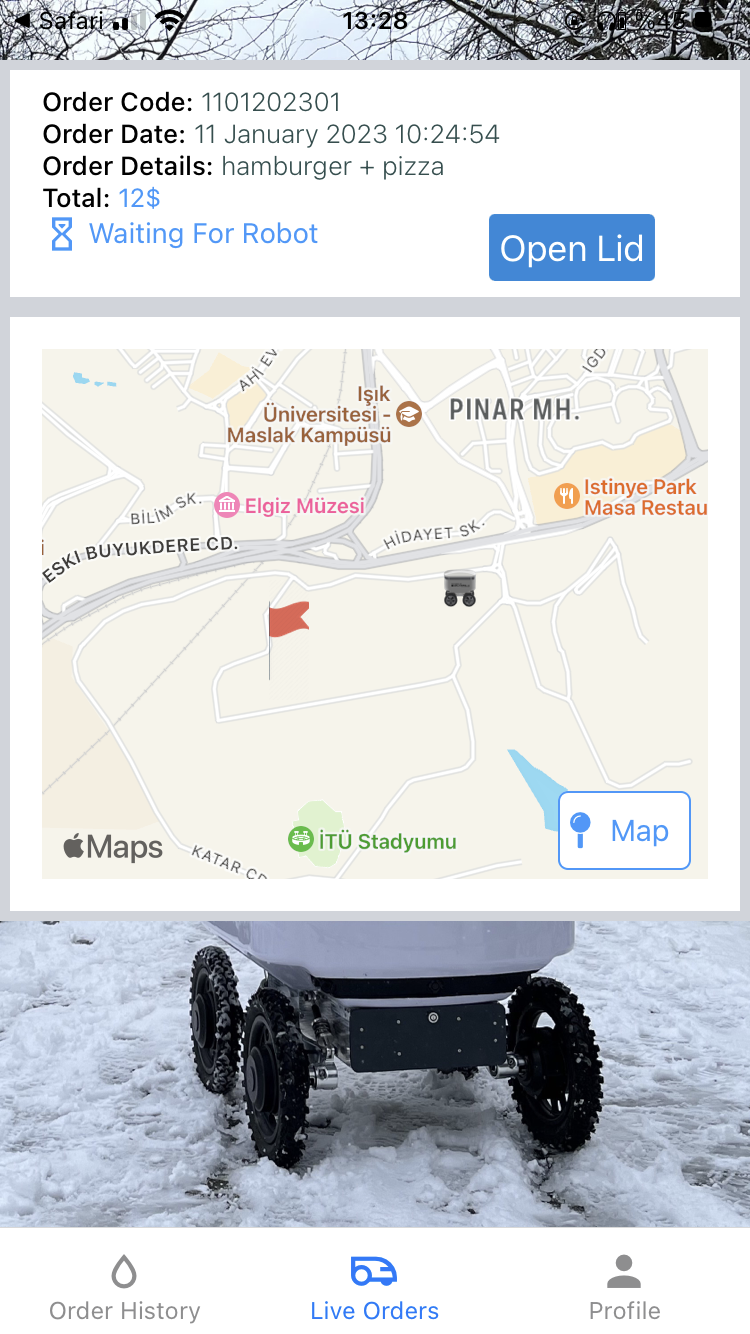 Safari
13:28
Order Code: 1101202301
Order Date: 11 January 2023 10:24:54
Order Details: hamburger + pizza
Total: 12$
Waiting For Robot
Open Lid
AHİ EV
IGD
Işık
Üniversitesi -
Maslak Kampüsü
PINAR MH.
Istinye Park
Masa Restau
BİLİM SK.
Elgiz Müzesi
HİDAYET SK.
i
ESKI BUYUKDERE CD.
Map
İTÜ Stadyumu
Maps
KATAR CD
Order History
Live Orders
Profile